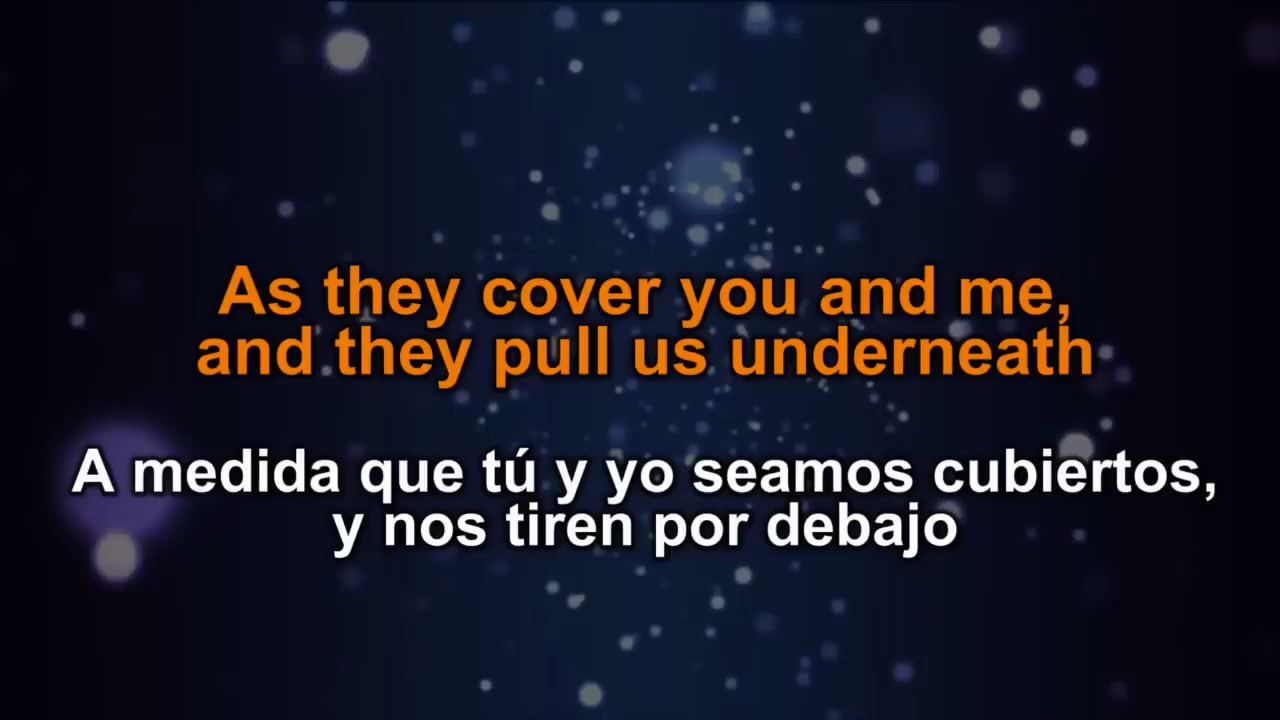 As they cover you and me,
and they pull us underneath
A medida que tú y yo seamos cubiertos,
y nos tiren por debajo